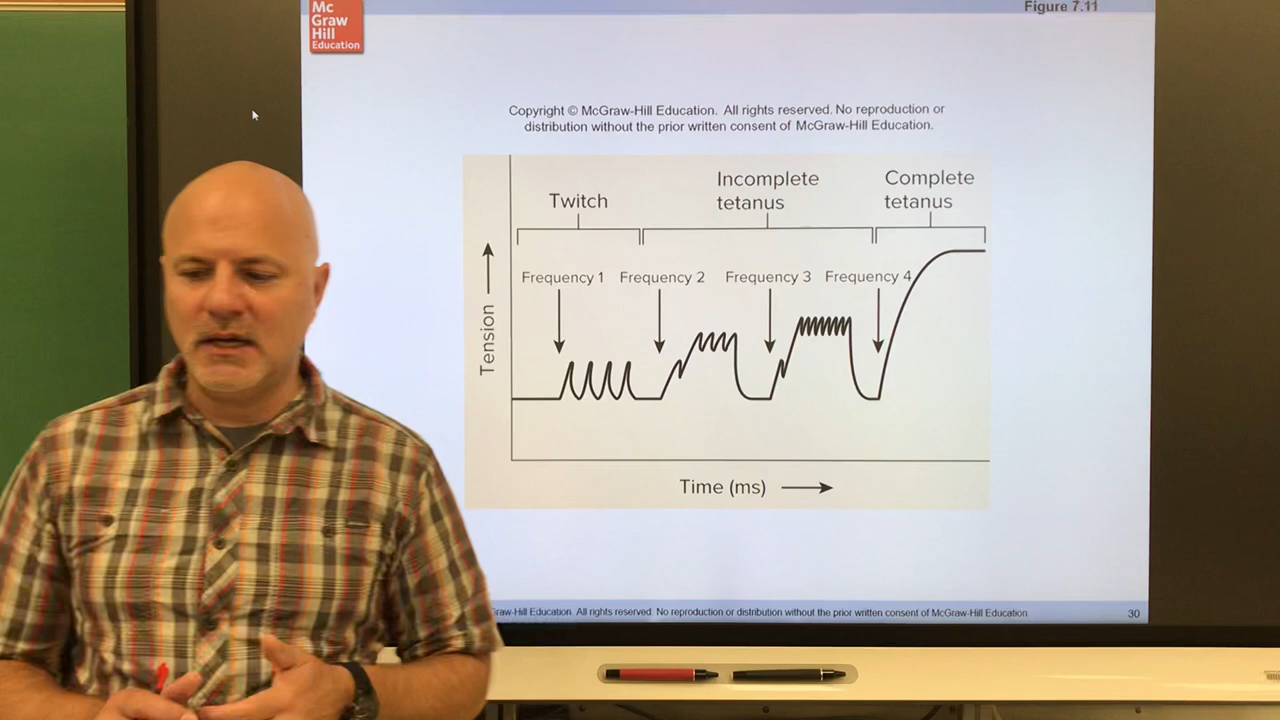 Mc
Graw
Hill
Education
Figure 7.11
Copyright © McGraw-Hill Education. All rights reserved. No reproduction or
distribution without the prior written consent of McGraw-Hill Education.
Twitch
Incomplete
tetanus
Complete
tetanus
Frequency 1
Frequency 2
Frequency 3
Frequency 4
Tension
Time (ms)
raw-Hill Education. All rights reserved. No reproduction or distribution without the prior written consent of McGraw-Hill Education
30